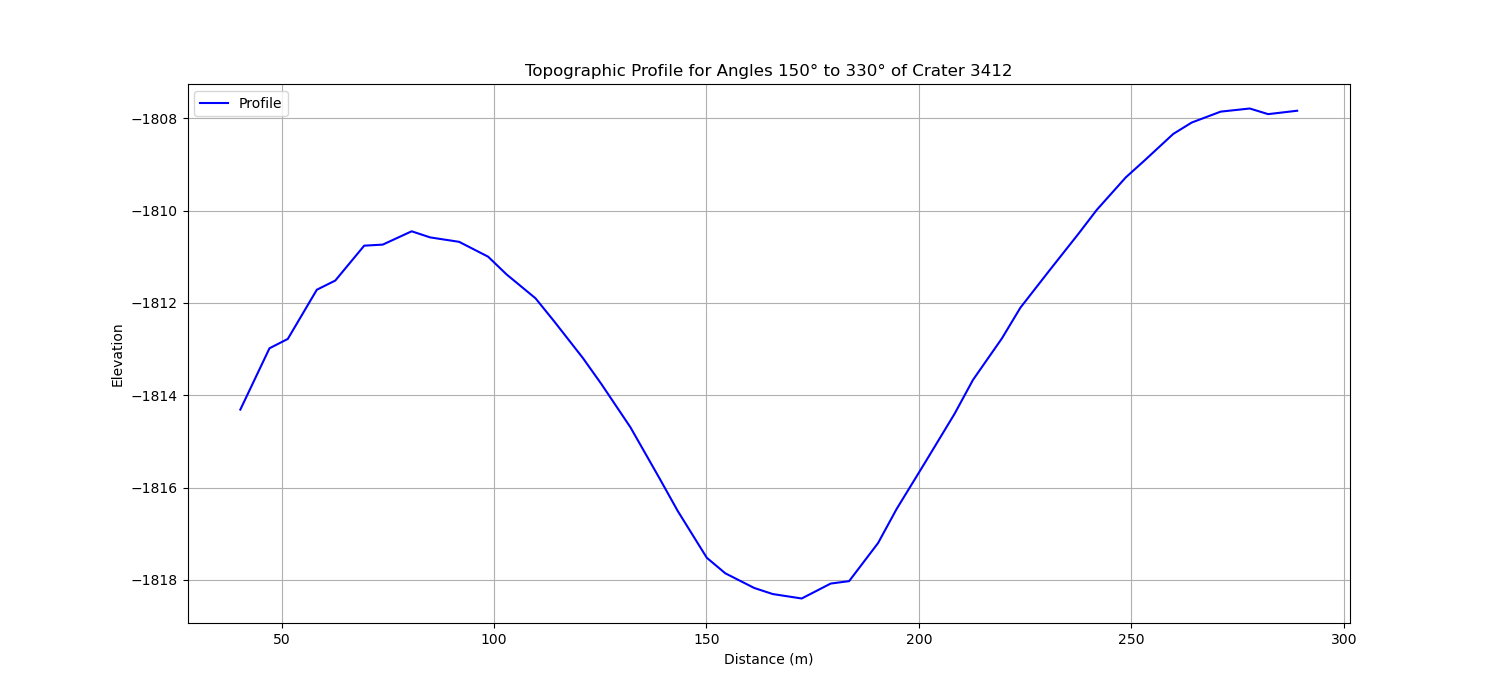 Topographic Profile for Angles 150° to 330° of Crater 3412
Profile
−1808
−1810
−1812
−1814
−1816
−1818
Elevation
50 100 150 200 250 300
Distance (m)